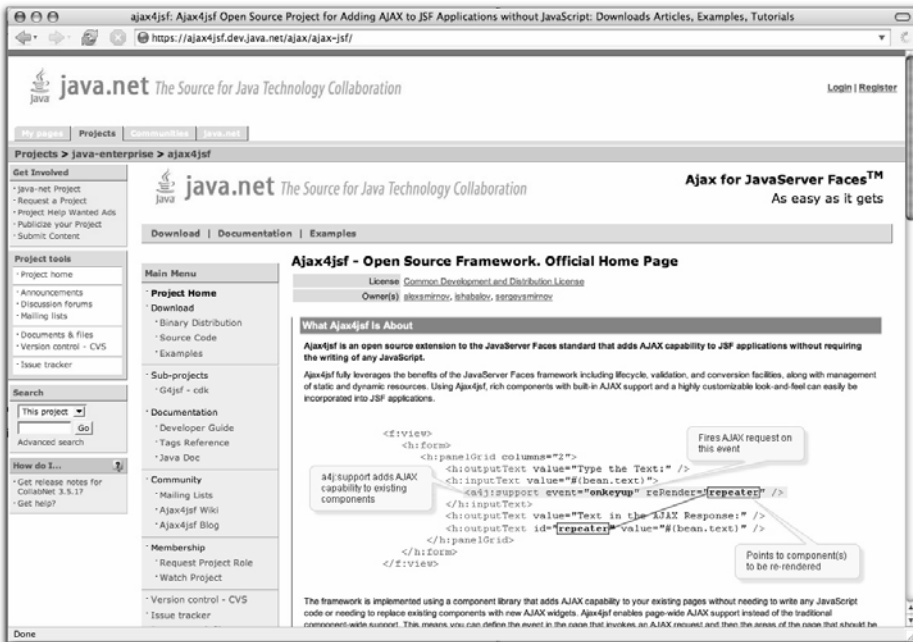 ajax4jsf: Ajax4jsf Open Source Project for Adding AJAX to JSF Applications without JavaScript: Downloads Articles, Examples, Tutorials
https://ajax4jsf.dev.java.net/ajax/ajax-jsf/
Java
java.net The Source for Java Technology Collaboration
Login | Register
My pages
Projects
Communities
java.net
Projects > java-enterprise > ajax4jsf
Get Involved
· java-net Project
· Request a Project
· Project Help Wanted Ads
· Publicize your Project
· Submit Content
Project tools
· Project home
· Announcements
· Discussion forums
· Mailing lists
· Documents & files
· Version control - CVS
· Issue tracker
Search
This project
Go
Advanced search
How do I...
?
· Get release notes for
CollabNet 3.5.1?
· Get help?
Java
java.net The Source for Java Technology Collaboration
Ajax for JavaServer Faces™
As easy as it gets
Download | Documentation | Examples
Main Menu
· Project Home
· Download
· Binary Distribution
· Source Code
· Examples
· Sub-projects
· G4jsf - cdk
· Documentation
· Developer Guide
· Tags Reference
· Java Doc
· Community
· Mailing Lists
· Ajax4jsf Wiki
· Ajax4jsf Blog
· Membership
· Request Project Role
· Watch Project
· Version control - CVS
· Issue tracker
Ajax4jsf - Open Source Framework. Official Home Page
License Common Development and Distribution License
Owner(s) alexsmirnov, ishabalov, sergeysmirnov
What Ajax4jsf Is About
Ajax4jsf is an open source extension to the JavaServer Faces standard that adds AJAX capability to JSF applications without requiring
the writing of any JavaScript.
Ajax4jsf fully leverages the benefits of the JavaServer Faces framework including lifecycle, validation, and conversion facilities, along with management
of static and dynamic resources. Using Ajax4jsf, rich components with built-in AJAX support and a highly customizable look-and-feel can easily be
incorporated into JSF applications.
<f:view>
<h:form>
<h:panelGrid columns="2">
<h:outputText value="Type the Text:" />
<h:inputText value="#{bean.text}">
<a4j:support event="onkeyup" reRender="repeater" />
</h:inputText>
<h:outputText value="Text in the AJAX Response:" />
<h:outputText id="repeater" value="#{bean.text}" />
</h:panelGrid>
</h:form>
</f:view>
Fires AJAX request on
this event
a4j:support adds AJAX
capability to existing
components
Points to component(s)
to be re-rendered
The framework is implemented using a component library that adds AJAX capability to your existing pages without needing to write any JavaScript
code or needing to replace existing components with new AJAX widgets. Ajax4jsf enables page-wide AJAX support instead of the traditional
component-wide support. This means you can define the event in the page that invokes an AJAX request and then the areas of the page that should be
Done